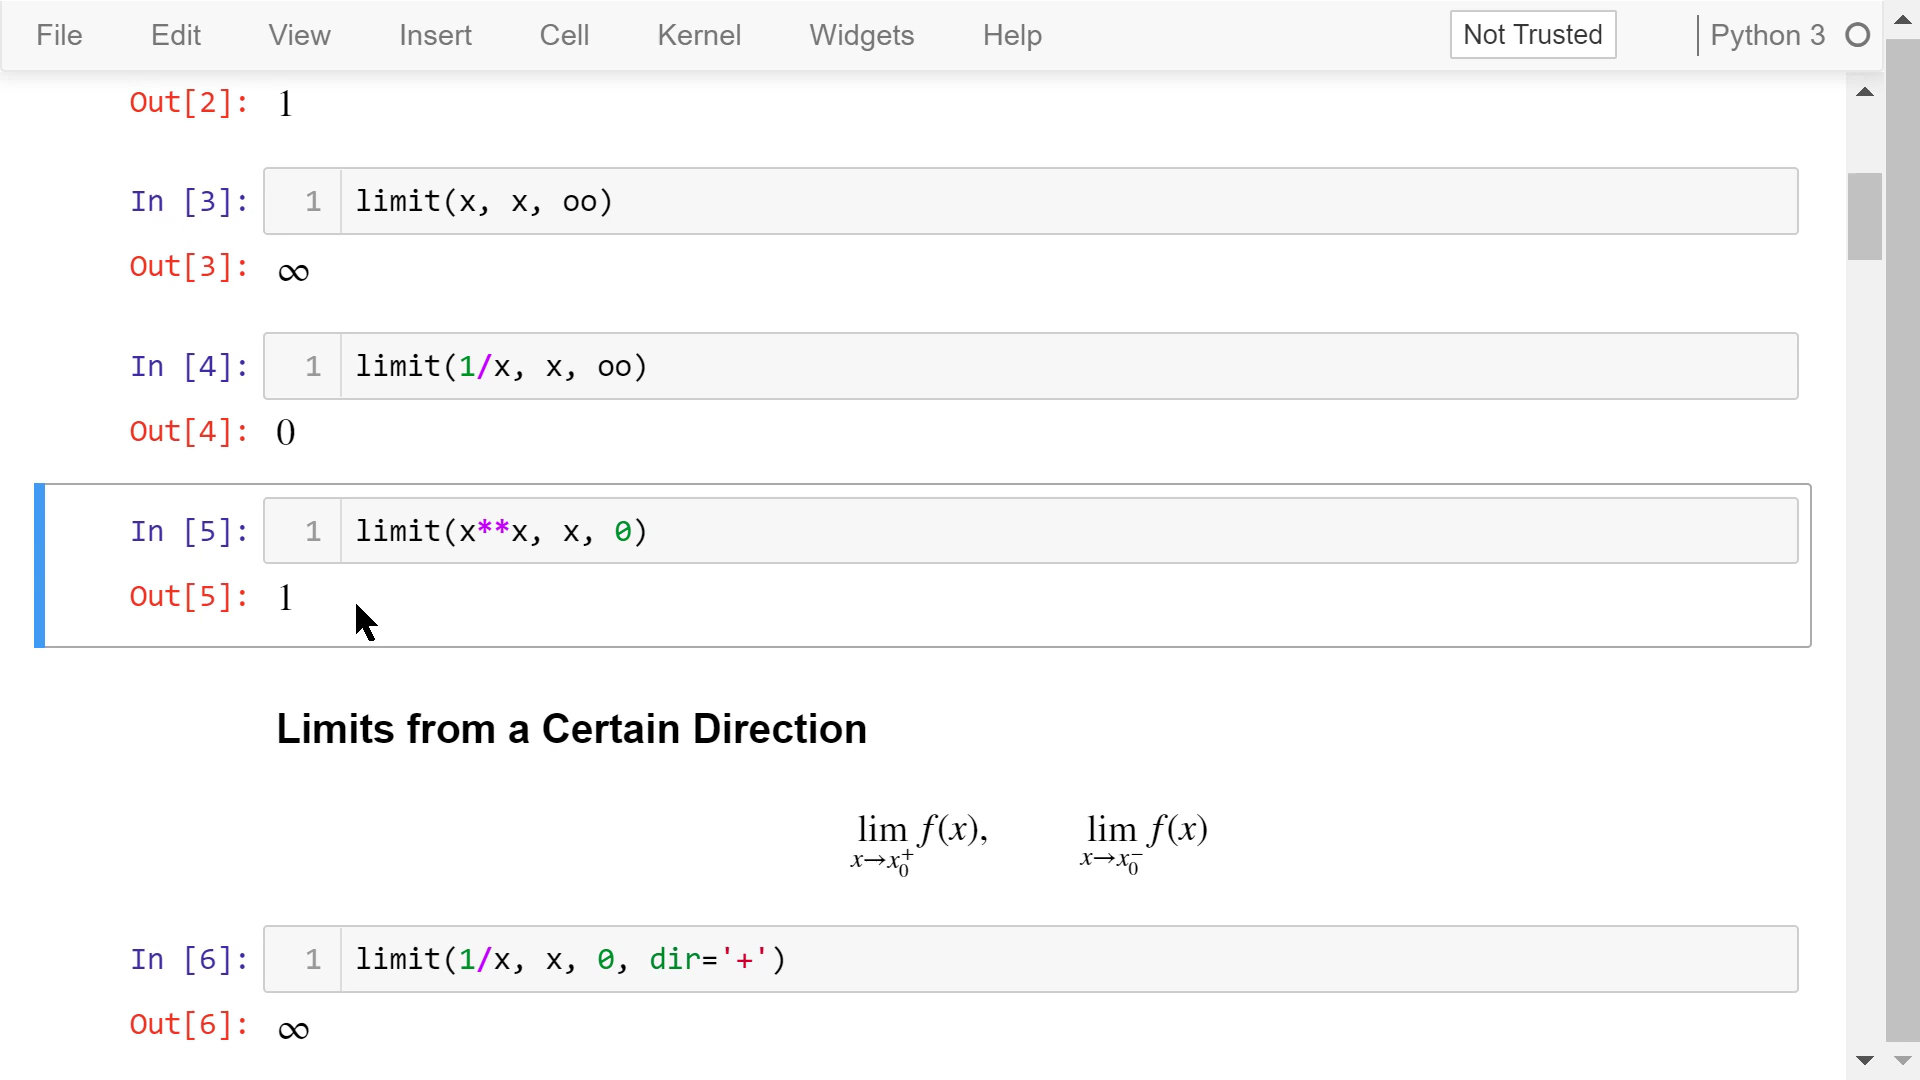 File Edit View Insert Cell Kernel Widgets Help Not Trusted Python 3
Out[2]: 1
In [3]: 1 limit(x, x, oo)
Out[3]: ∞
In [4]: 1 limit(1/x, x, oo)
Out[4]: 0
In [5]: 1 limit(x**x, x, 0)
Out[5]: 1
Limits from a Certain Direction
lim f(x), lim f(x)
x→x₀⁺ x→x₀⁻
In [6]: 1 limit(1/x, x, 0, dir='+')
Out[6]: ∞